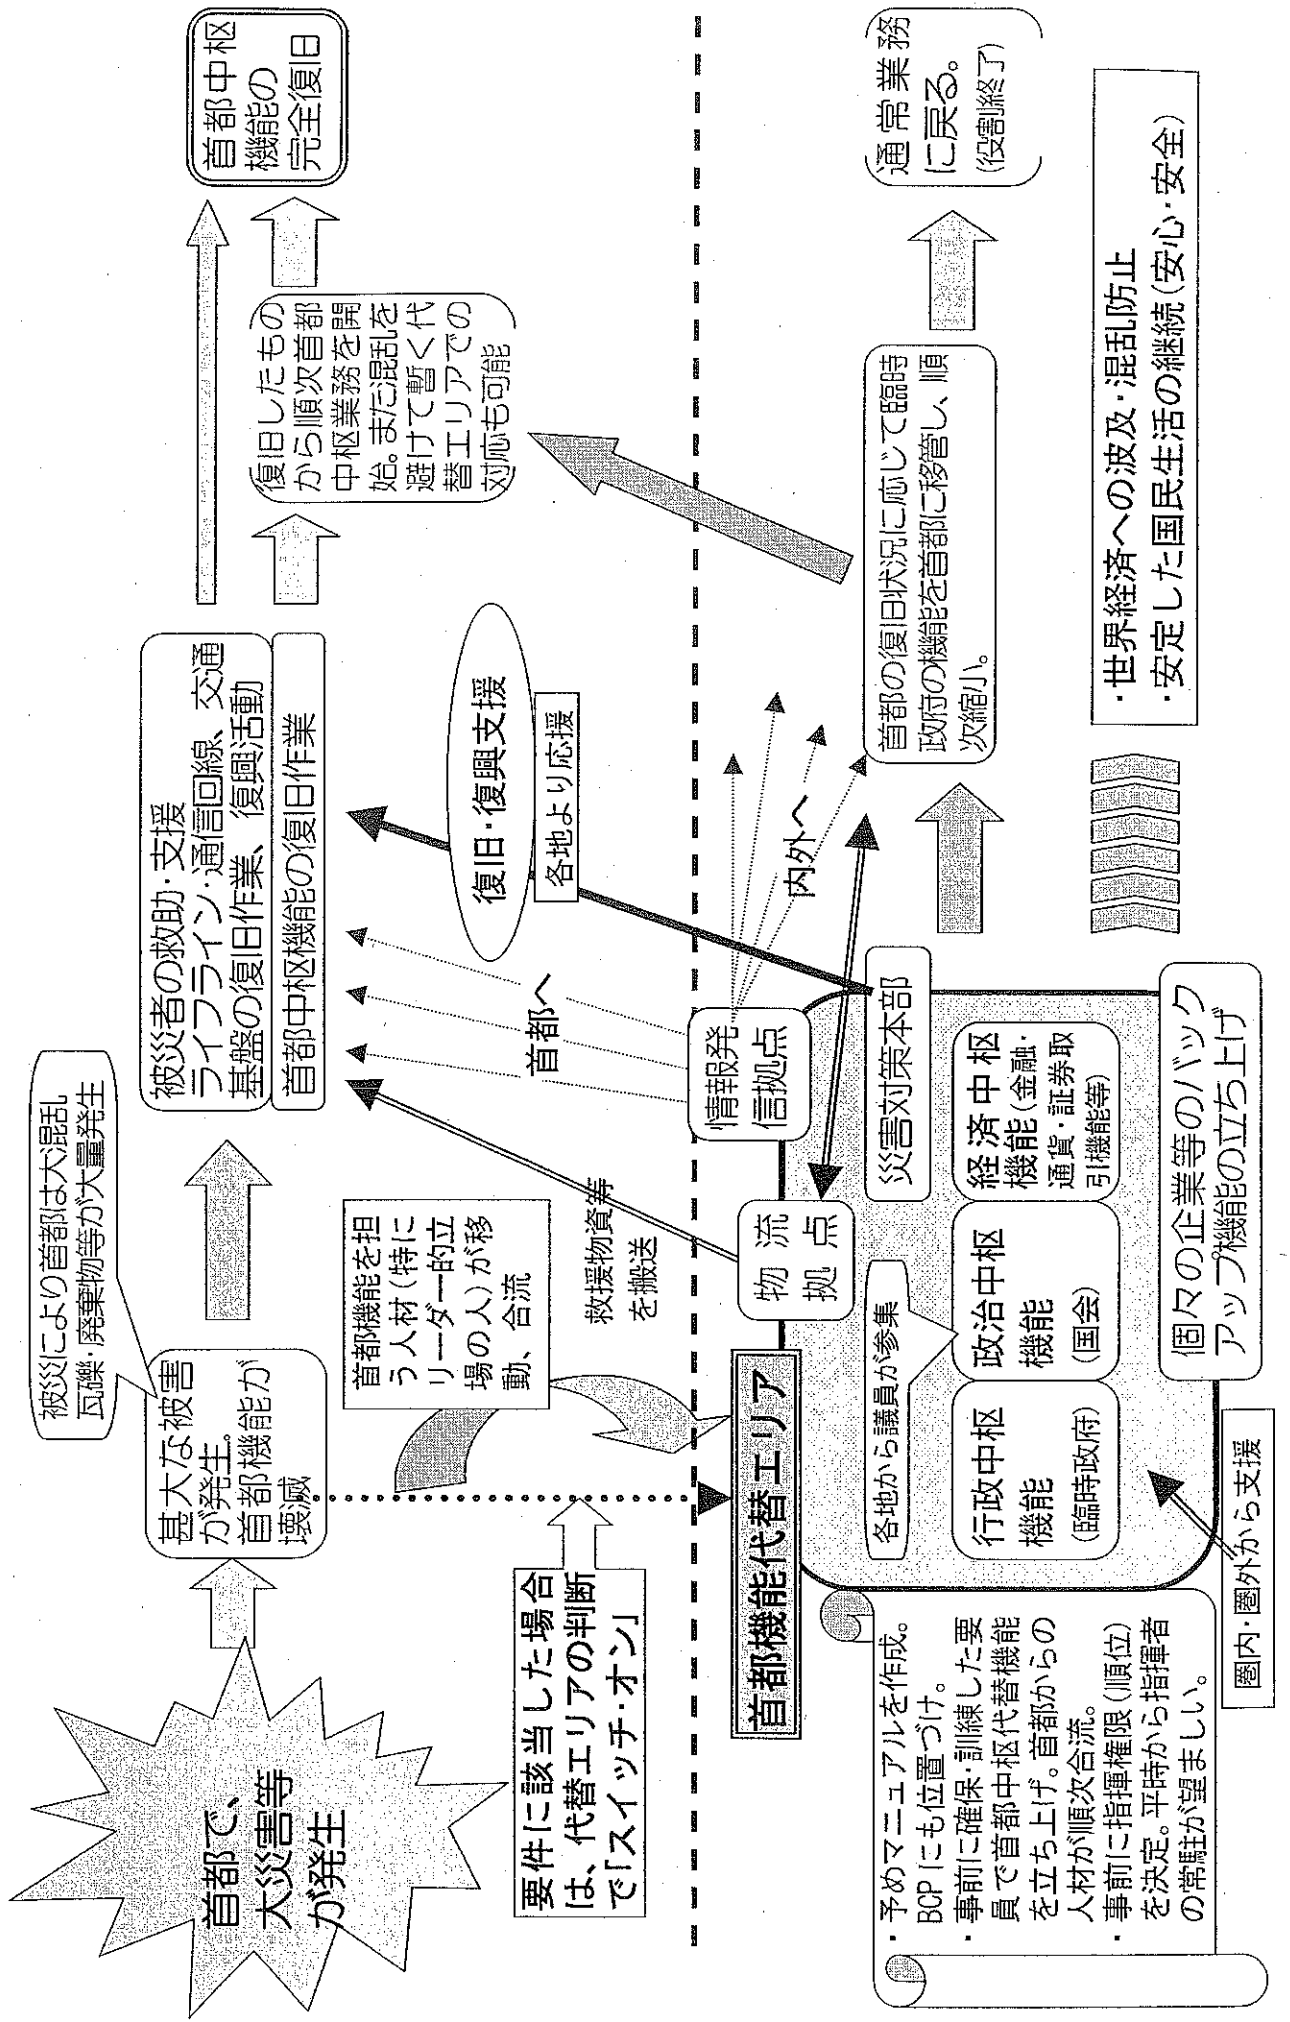 首都で、
大災害等
が発生
甚大な被害
が発生。
首都機能が
壊滅
被災により首都は大混乱
瓦礫・廃棄物等が大量発生
被災者の救助・支援
ライフライン・通信回線、交通
基盤の復旧作業、復興活動
首都中枢機能の復旧作業
復旧したもの
から順次首都
中枢業務を開
始。また混乱を
避けて暫く代
替エリアでの
対応も可能
首都中枢
機能の
完全復旧
要件に該当した場合
は、代替エリアの判断
で「スイッチ・オン」
首都機能を担
う人材（特に
リーダー的立
場の人）が移
動、合流
救援物資等
を搬送
首都へ
復旧・復興支援
各地より応援
内外へ
首都機能代替エリア
物流
拠点
情報発
信拠点
災害対策本部
各地から議員が参集
行政中枢
機能
（臨時政府）
政治中枢
機能
（国会）
経済中枢
機能（金融・
通貨・証券取
引機能等）
個々の企業等のバック
アップ機能の立ち上げ
圏内・圏外から支援
・予めマニュアルを作成。
BCPにも位置づけ。
・事前に確保・訓練した要
員で首都中枢代替機能
を立ち上げ。首都からの
人材が順次合流。
・事前に指揮権限（順位）
を決定。平時から指揮者
の常駐が望ましい。
首都の復旧状況に応じて臨時
政府の機能を首都に移管し、順
次縮小。
通常業務
に戻る。
（役割終了）
・世界経済への波及・混乱防止
・安定した国民生活の継続（安心・安全）